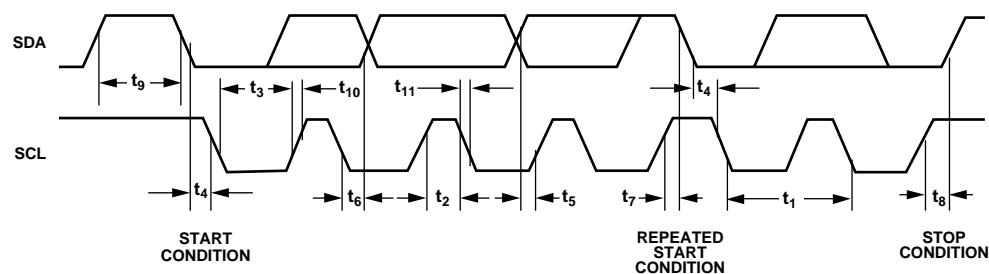 SDA
t9
t3
t10
t11
t4
SCL
t4
t6
t2
t5
t7
t1
t8
START
CONDITION
REPEATED
START
CONDITION
STOP
CONDITION